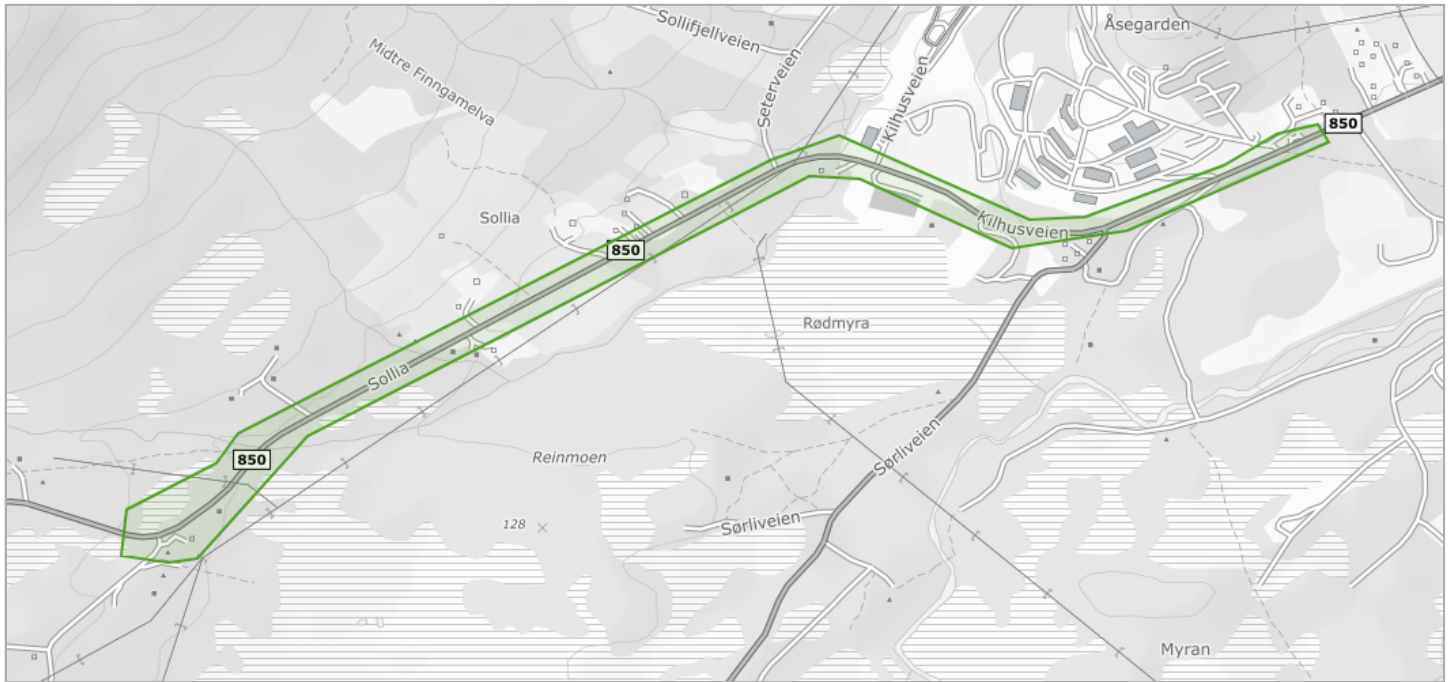 Sollifjellveien
Åsegarden
Midtre Finngamelva
Seterveien
Kilhusveien
850
Sollia
Kilhusveien
850
Rødmyra
Sollia
850
Reinmoen
Sørliveien
128
Sørliveien
Myran